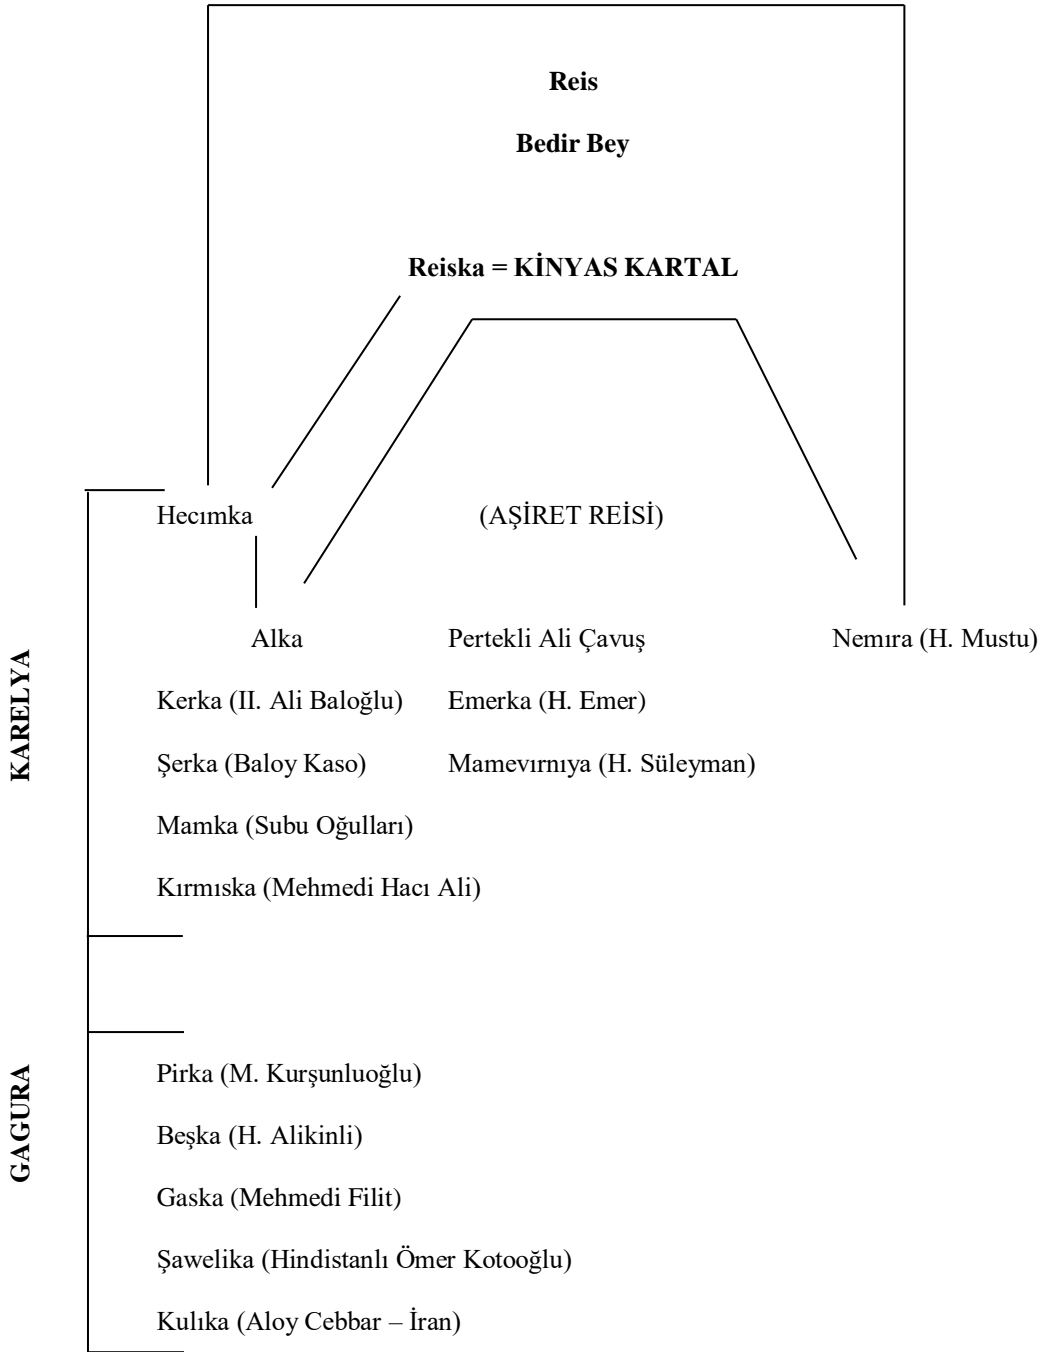 Reis
Bedir Bey
Reiska = KİNYAS KARTAL
Hecımka (AŞİRET REİSİ)
KARELYA
Alka Pertekli Ali Çavuş Nemıra (H. Mustu)
Kerka (II. Ali Baloğlu) Emerka (H. Emer)
Şerka (Baloy Kaso) Mamevırnıya (H. Süleyman)
Mamka (Subu Oğulları)
Kırmıska (Mehmedi Hacı Ali)
GAGURA
Pirka (M. Kurşunluoğlu)
Beşka (H. Alikinli)
Gaska (Mehmedi Filit)
Şawelika (Hindistanlı Ömer Kotooğlu)
Kulıka (Aloy Cebbar – İran)